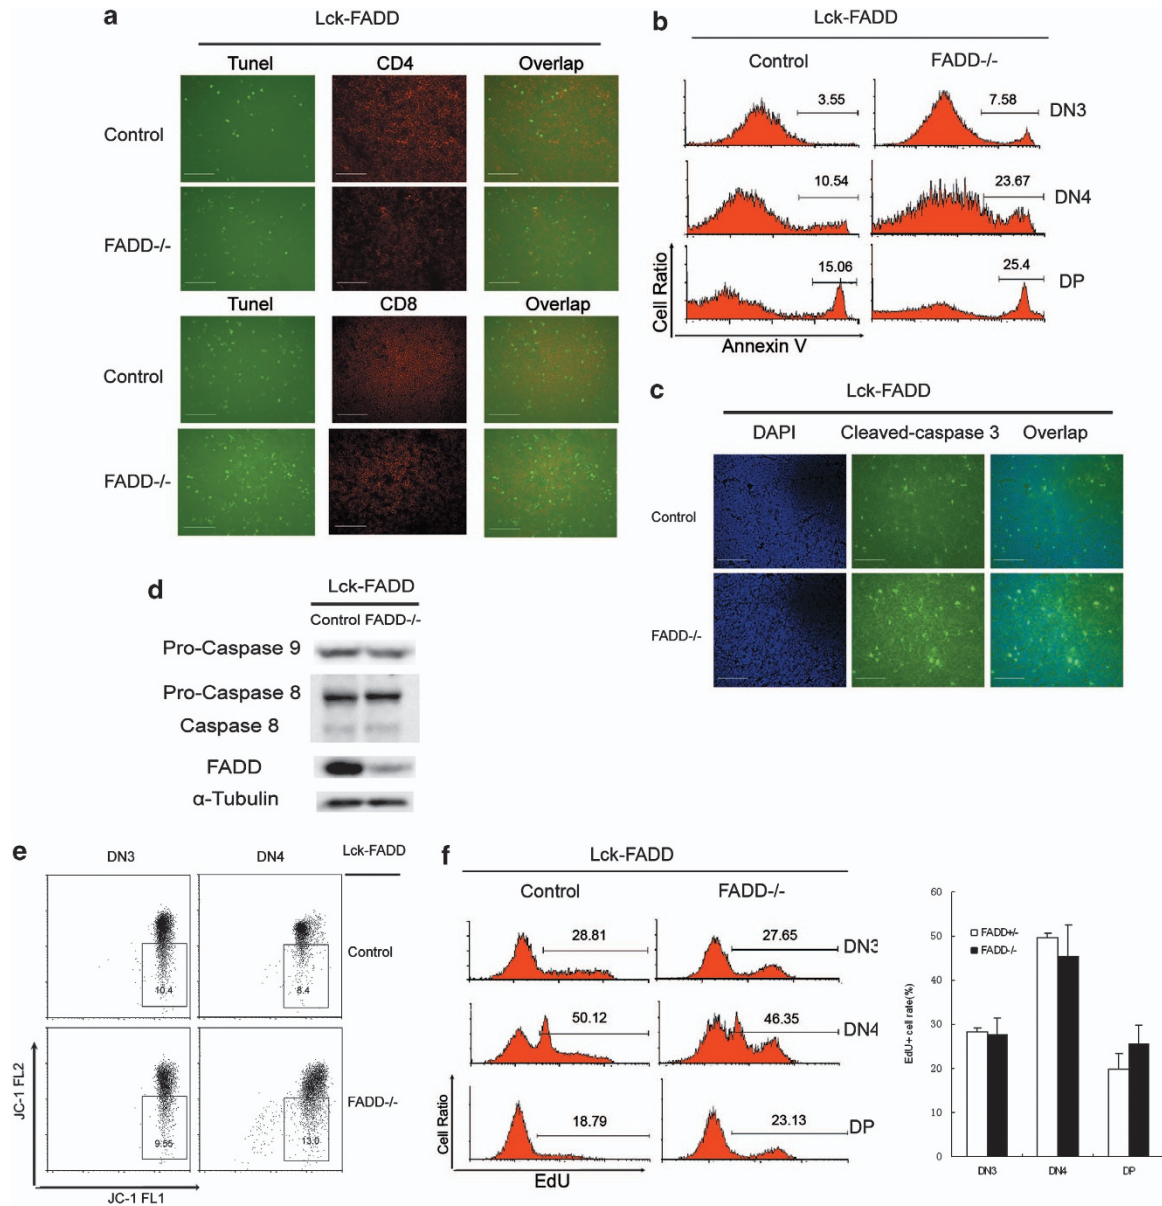 a
Lck-FADD
Tunel CD4 Overlap
Control
FADD-/-
Tunel CD8 Overlap
Control
FADD-/-
b
Lck-FADD
Control FADD-/-
3.55 7.58 DN3
10.54 23.67 DN4
15.06 25.4 DP
Cell Ratio
Annexin V
c
Lck-FADD
DAPI Cleaved-caspase 3 Overlap
Control
FADD-/-
d
Lck-FADD
Control FADD-/-
Pro-Caspase 9
Pro-Caspase 8
Caspase 8
FADD
α-Tubulin
e
DN3 DN4 Lck-FADD
10.4 8.4 Control
9.55 13.0 FADD-/-
JC-1 FL2
JC-1 FL1
f
Lck-FADD
Control FADD-/-
28.81 27.65 DN3
50.12 46.35 DN4
18.79 23.13 DP
Cell Ratio
EdU
60
50
40
30
20
10
0
EdU+ cell rate(%)
FADD+/-
FADD-/-
DN3 DN4 DP